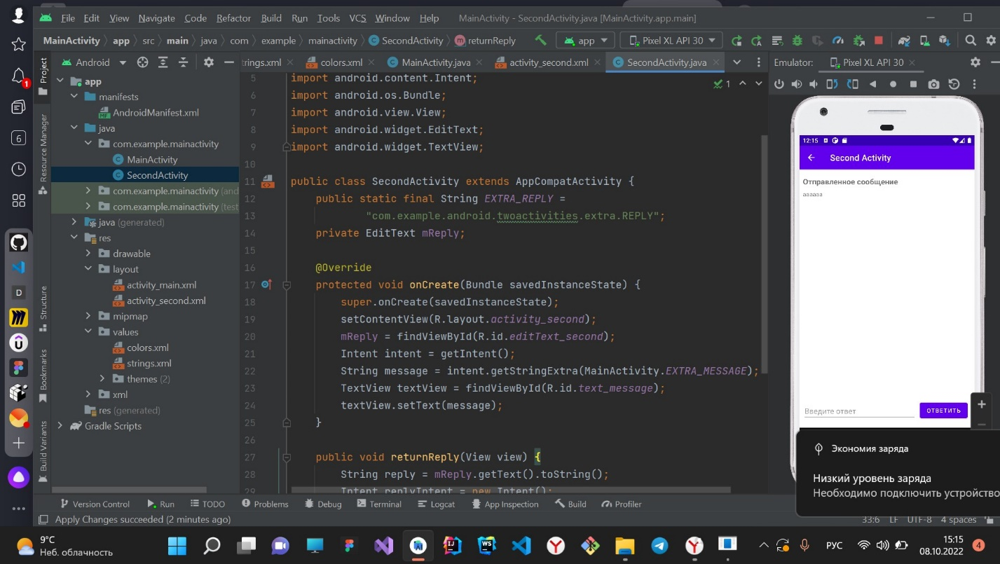 File Edit View Navigate Code Refactor Build Run Tools VCS Window Help MainActivity - SecondActivity.java [MainActivity.app.main]
MainActivity app src main java com example mainactivity SecondActivity returnReply app Pixel XL API 30
Android
trings.xml colors.xml MainActivity.java activity_second.xml SecondActivity.java
Emulator: Pixel XL API 30
Project
Resource Manager
Structure
Bookmarks
Build Variants
1
6
D
app
manifests
AndroidManifest.xml
java
com.example.mainactivity
MainActivity
SecondActivity
com.example.mainactivity (and
com.example.mainactivity (test
java (generated)
res
drawable
layout
activity_main.xml
activity_second.xml
mipmap
values
colors.xml
strings.xml
themes (2)
xml
res (generated)
Gradle Scripts
1
5 import android.content.Intent;
6 import android.os.Bundle;
7 import android.view.View;
8 import android.widget.EditText;
9 import android.widget.TextView;
10
11 public class SecondActivity extends AppCompatActivity {
12 public static final String EXTRA_REPLY =
13 "com.example.android.twoactivities.extra.REPLY";
14 private EditText mReply;
15
16 @Override
17 protected void onCreate(Bundle savedInstanceState) {
18 super.onCreate(savedInstanceState);
19 setContentView(R.layout.activity_second);
20 mReply = findViewById(R.id.editText_second);
21 Intent intent = getIntent();
22 String message = intent.getStringExtra(MainActivity.EXTRA_MESSAGE);
23 TextView textView = findViewById(R.id.text_message);
24 textView.setText(message);
25 }
26
27 public void returnReply(View view) {
28 String reply = mReply.getText().toString();
29 Intent replyIntent = new Intent();
12:15
Second Activity
Отправленное сообщение
аааааа
Введите ответ ОТВЕТИТЬ
Экономия заряда
Низкий уровень заряда
Необходимо подключить устройство
Version Control Run TODO Problems Debug Terminal Logcat App Inspection Build Profiler
Apply Changes succeeded (2 minutes ago) 33:6 LF UTF-8 4 spaces
9°C
Неб. облачность
РУС
15:15
08.10.2022
4